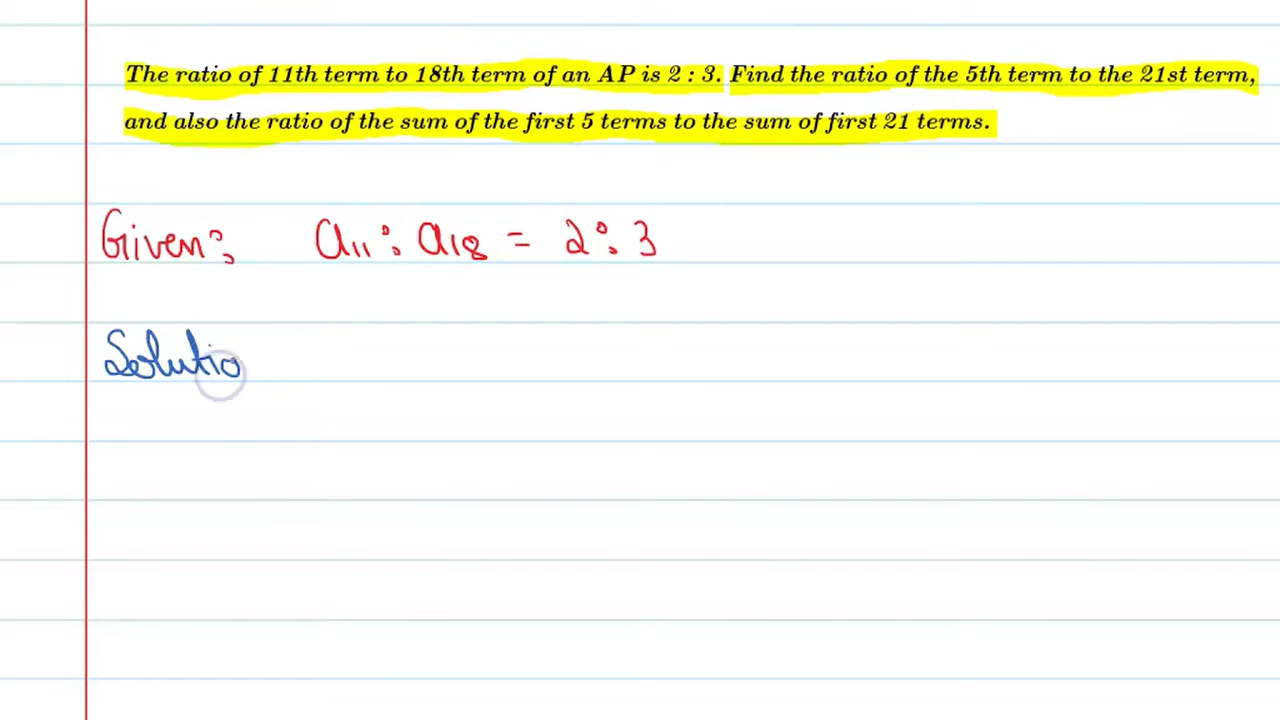 The ratio of 11th term to 18th term of an AP is 2 : 3. Find the ratio of the 5th term to the 21st term,
and also the ratio of the sum of the first 5 terms to the sum of first 21 terms.
Given: a₁₁ : a₁₈ = 2 : 3
Solutio